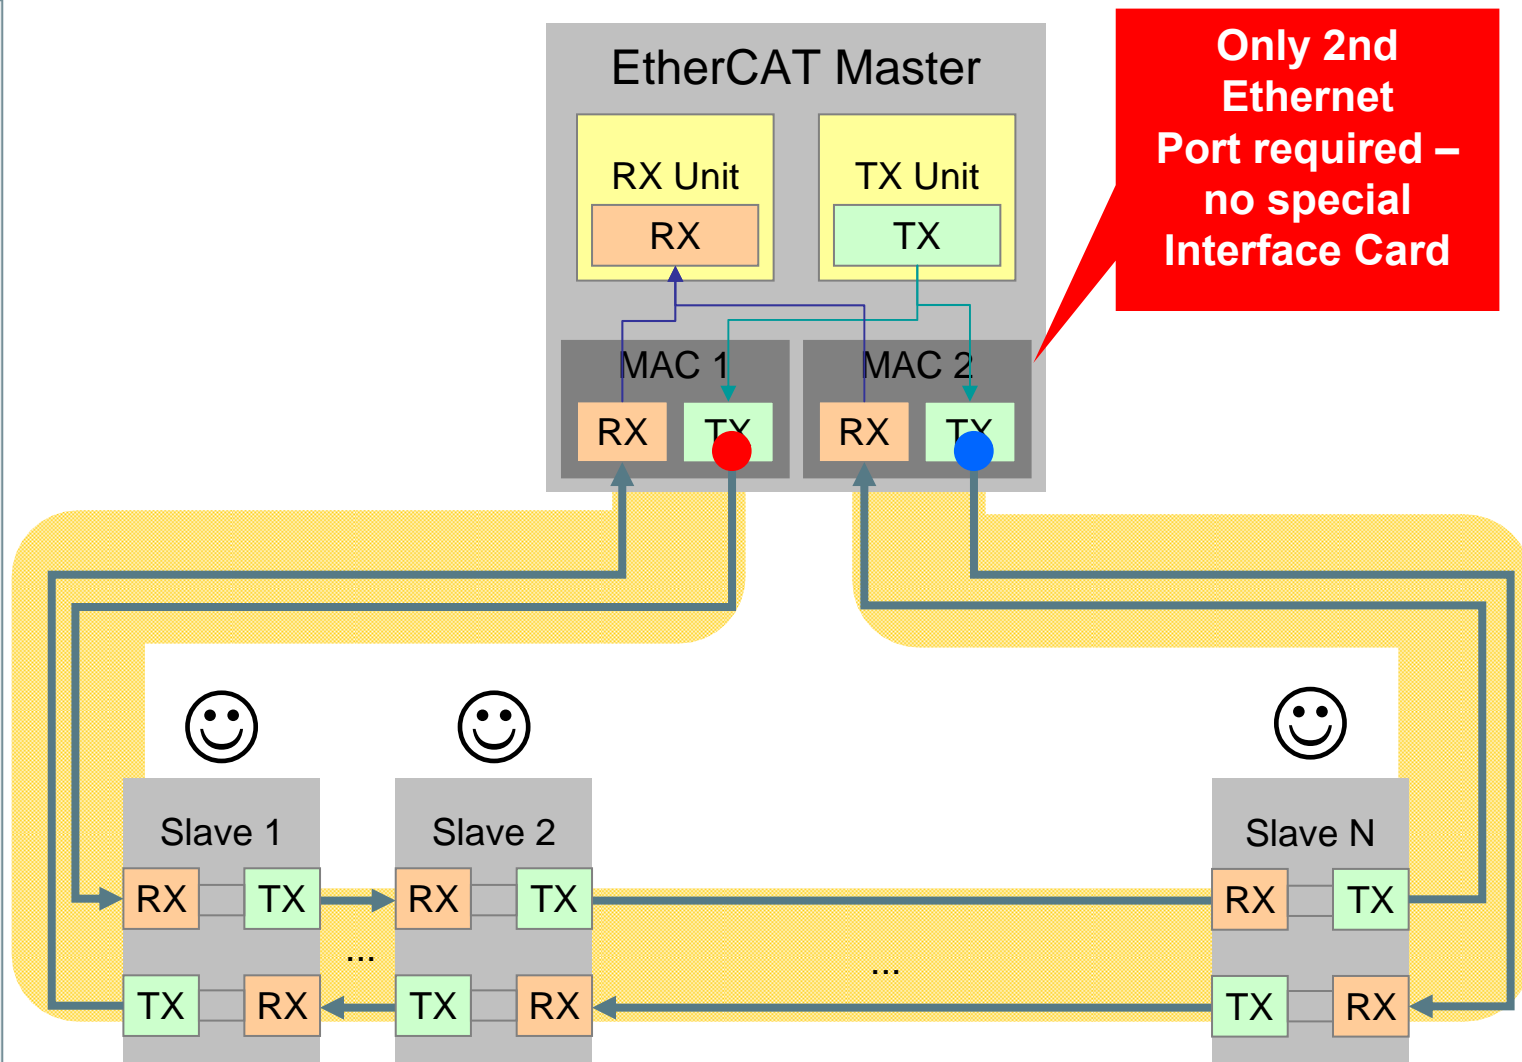 EtherCAT Master
Only 2nd
Ethernet
Port required –
no special
Interface Card
RX Unit
TX Unit
RX
TX
MAC 1
MAC 2
RX
TX
RX
TX
Slave 1
Slave 2
Slave N
RX
TX
RX
TX
RX
TX
...
...
TX
RX
TX
RX
TX
RX